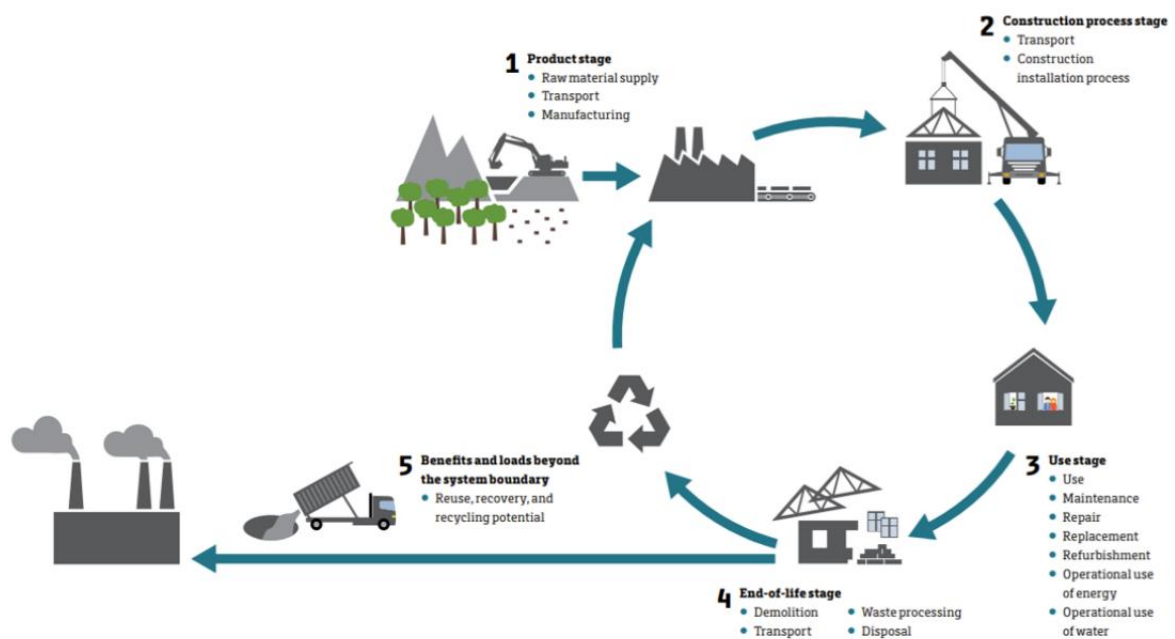 1 Product stage
• Raw material supply
• Transport
• Manufacturing
2 Construction process stage
• Transport
• Construction
installation process
3 Use stage
• Use
• Maintenance
• Repair
• Replacement
• Refurbishment
• Operational use
of energy
• Operational use
of water
4 End-of-life stage
• Demolition • Waste processing
• Transport • Disposal
5 Benefits and loads beyond
the system boundary
• Reuse, recovery, and
recycling potential